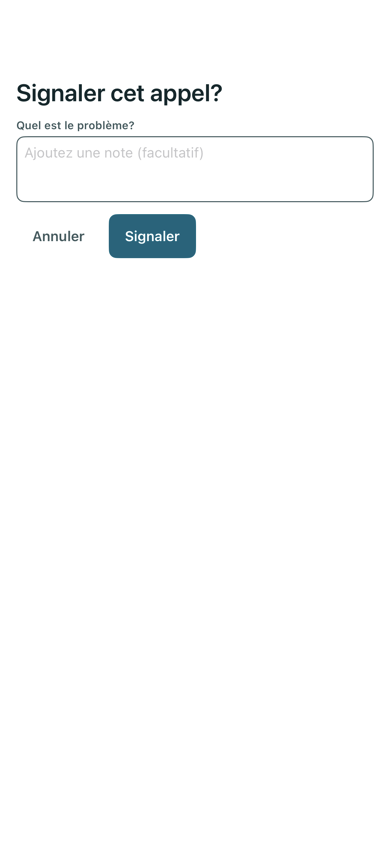 Signaler cet appel?
Quel est le problème?
Ajoutez une note (facultatif)
Annuler
Signaler